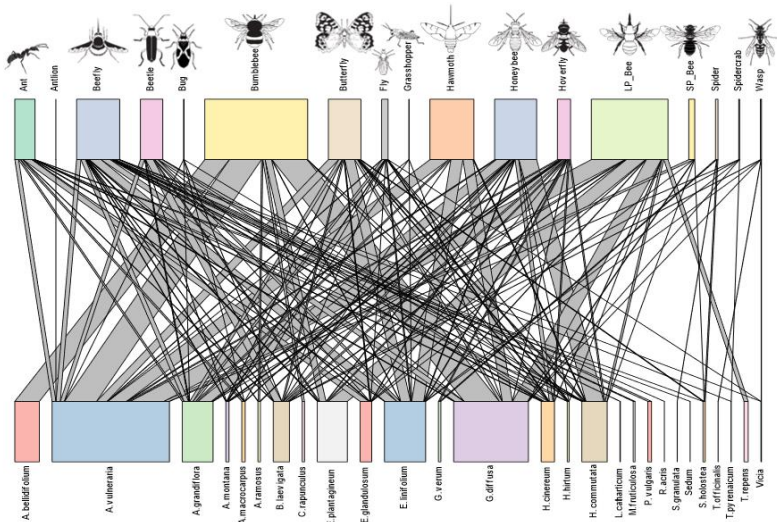 Ant
Antlion
Beefly
Beetle
Bug
Bumblebee
Butterfly
Fly
Grasshopper
Hawmoth
Honeybee
Hoverfly
LP_Bee
SP_Bee
Spider
Spidercrab
Wasp
A.bellidifolium
A.vulneraria
A.grandiflora
A.montana
A.macrocarpus
A.ramosus
B.laevigata
C.rapunculus
E.plantagineun
E.glandulosum
E.linifolium
G.verum
G.diffusa
H.cinereum
H.hirtum
H.commutata
L.catharticum
M.fruticulosa
P.vulgaris
R.acris
S.granulata
Sedum
S.holostea
T.officinalis
T.pyrenaicum
T.repens
Vicia